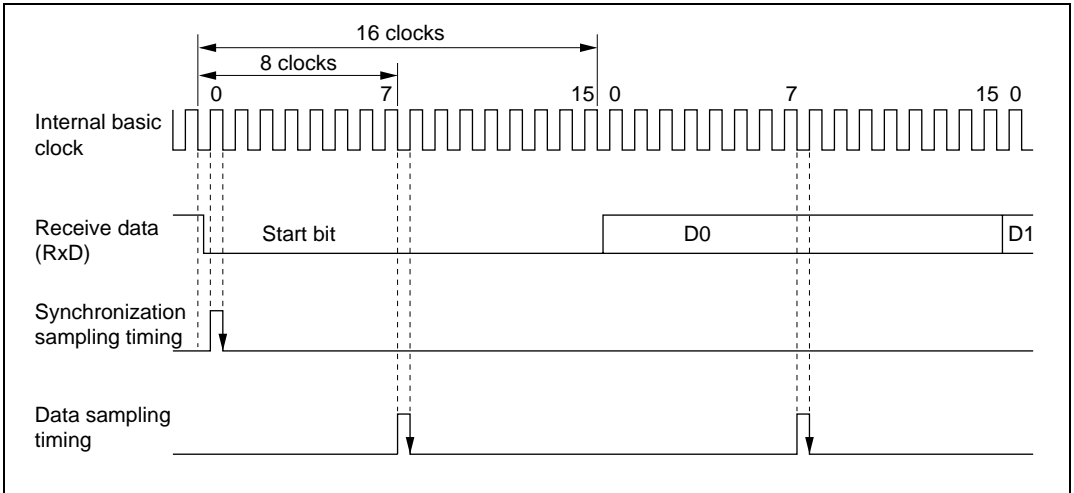 16 clocks
8 clocks
0 7 15 0 7 15 0
Internal basic
clock
Receive data
(RxD)
Start bit D0 D1
Synchronization
sampling timing
Data sampling
timing